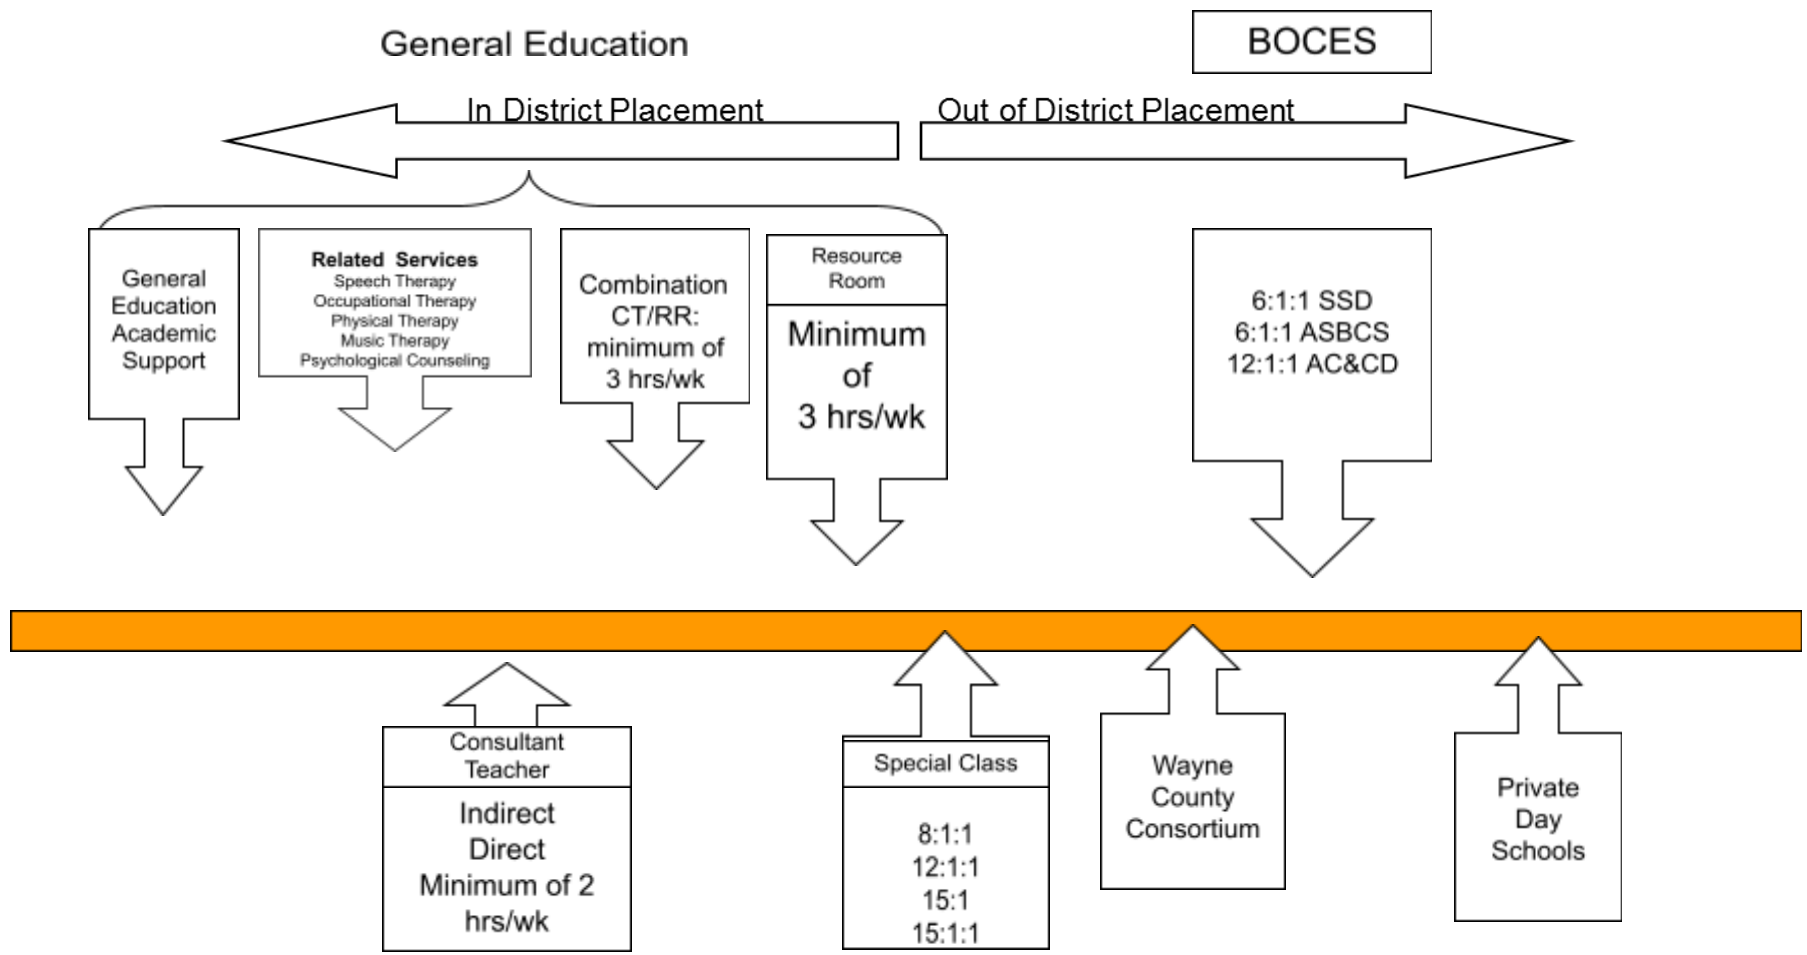 General Education
BOCES
In District Placement
Out of District Placement
General
Education
Academic
Support
Related Services
Speech Therapy
Occupational Therapy
Physical Therapy
Music Therapy
Psychological Counseling
Combination
CT/RR:
minimum of
3 hrs/wk
Resource
Room
Minimum
of
3 hrs/wk
6:1:1 SSD
6:1:1 ASBCS
12:1:1 AC&CD
Consultant
Teacher
Indirect
Direct
Minimum of 2
hrs/wk
Special Class
8:1:1
12:1:1
15:1
15:1:1
Wayne
County
Consortium
Private
Day
Schools